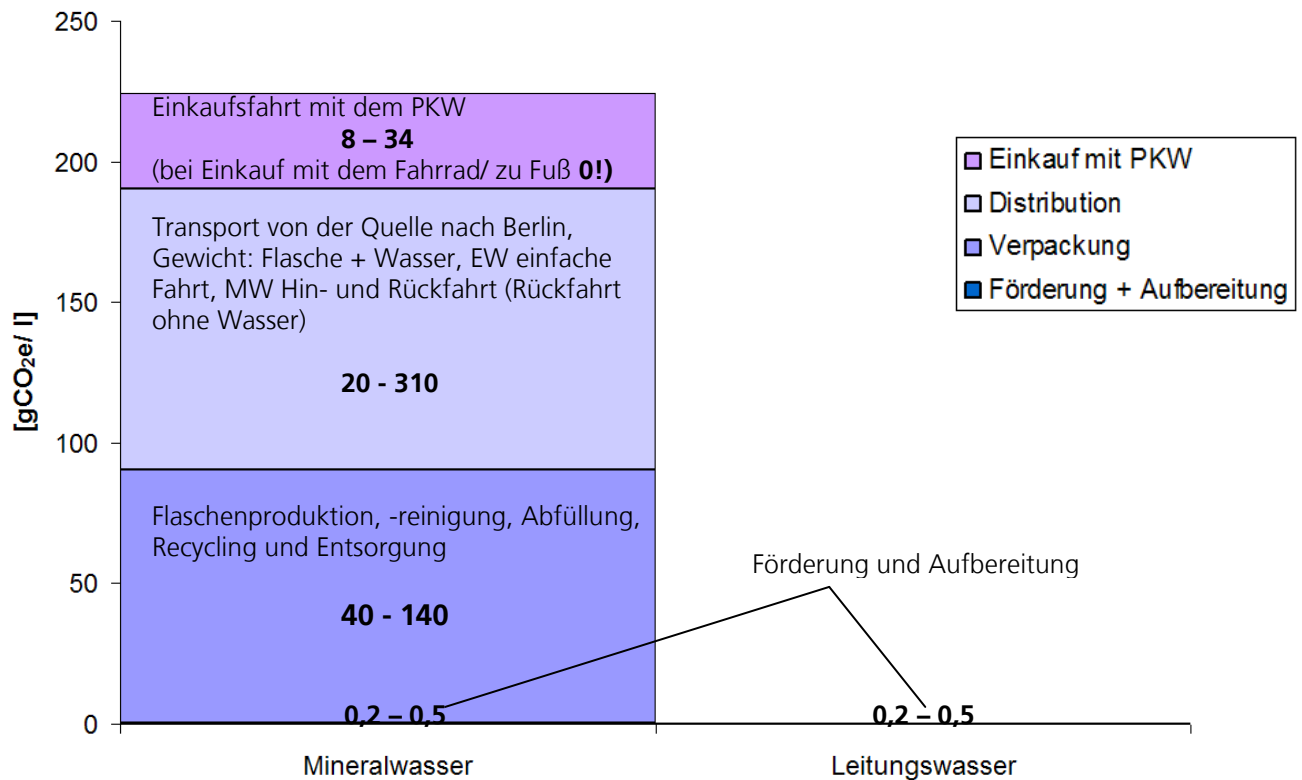 250
200
150
100
50
0
[gCO₂e/ l]
Einkaufsfahrt mit dem PKW
8 – 34
(bei Einkauf mit dem Fahrrad/ zu Fuß 0!)
Transport von der Quelle nach Berlin,
Gewicht: Flasche + Wasser, EW einfache
Fahrt, MW Hin- und Rückfahrt (Rückfahrt
ohne Wasser)
20 - 310
Flaschenproduktion, -reinigung, Abfüllung,
Recycling und Entsorgung
40 - 140
0,2 – 0,5
Förderung und Aufbereitung
0,2 – 0,5
Mineralwasser
Leitungswasser
Einkauf mit PKW
Distribution
Verpackung
Förderung + Aufbereitung